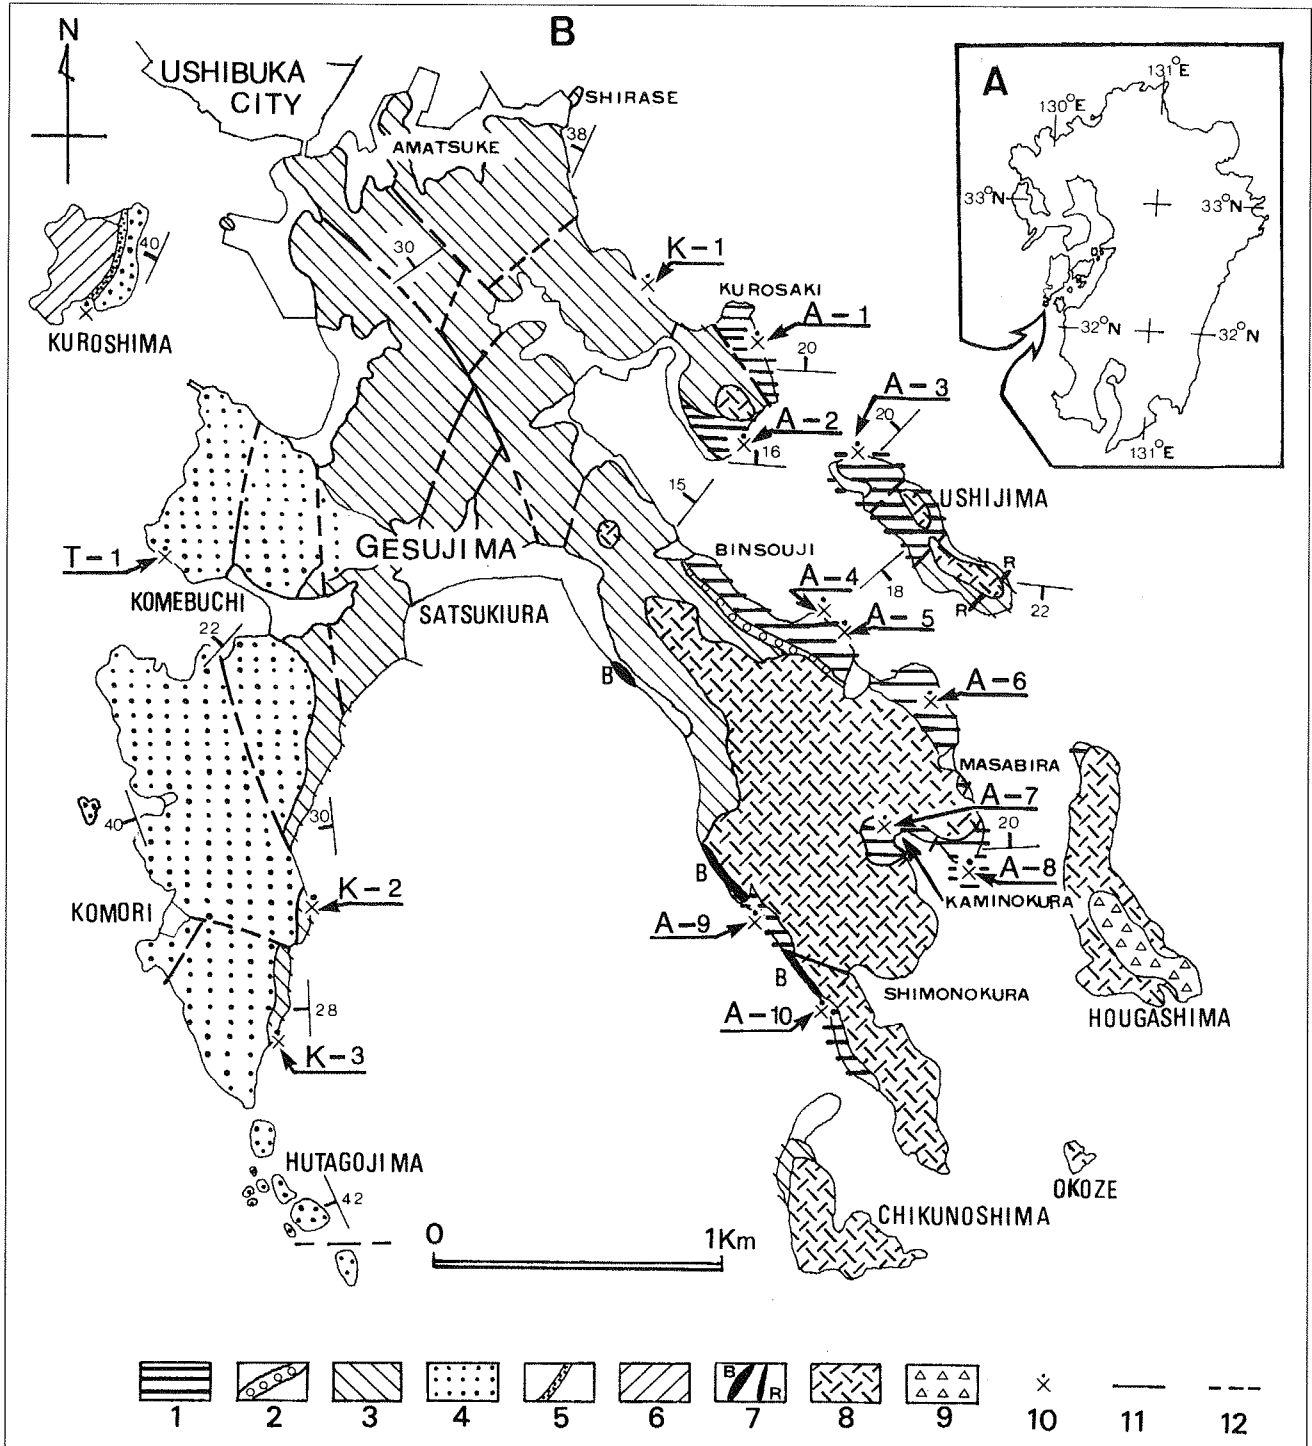 B
N
USHIBUKA
CITY
SHIRASE
38
AMATSUKE
A
131°E
130°E
33°N
33°N
32°N
32°N
131°E
40
KUROSHIMA
30
K-1
KUROSAKI
A-1
20
A-2
16
A-3
20
USHIJIMA
15
GESUJIMA
BINSOUJI
T-1
KOMEBUCHI
SATSUKIURA
A-4
18
R
R
22
A-5
22
B
A-6
MASABIRA
A-7
20
40
30
B
A-8
KAMINOKURA
KOMORI
K-2
A-9
B
SHIMONOKURA
HOUGASHIMA
28
A-10
K-3
HUTAGOJIMA
42
OKOZE
CHIKUNOSHIMA
0 1Km
B R
1 2 3 4 5 6 7 8 9 10 11 12